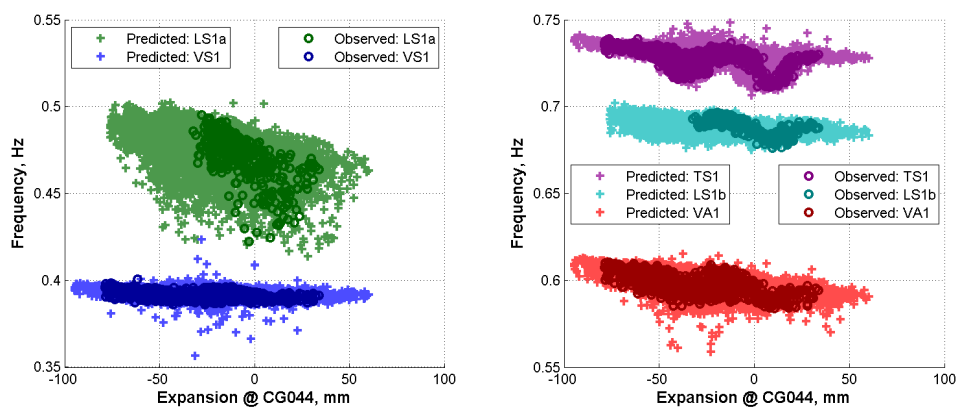 0.55
Predicted: LS1a
Observed: LS1a
Predicted: VS1
Observed: VS1
0.5
0.45
0.4
0.35
Frequency, Hz
-100
-50
0
50
100
Expansion @ CG044, mm
0.75
0.7
0.65
Predicted: TS1
Observed: TS1
Predicted: LS1b
Observed: LS1b
Predicted: VA1
Observed: VA1
0.6
0.55
Frequency, Hz
-100
-50
0
50
100
Expansion @ CG044, mm